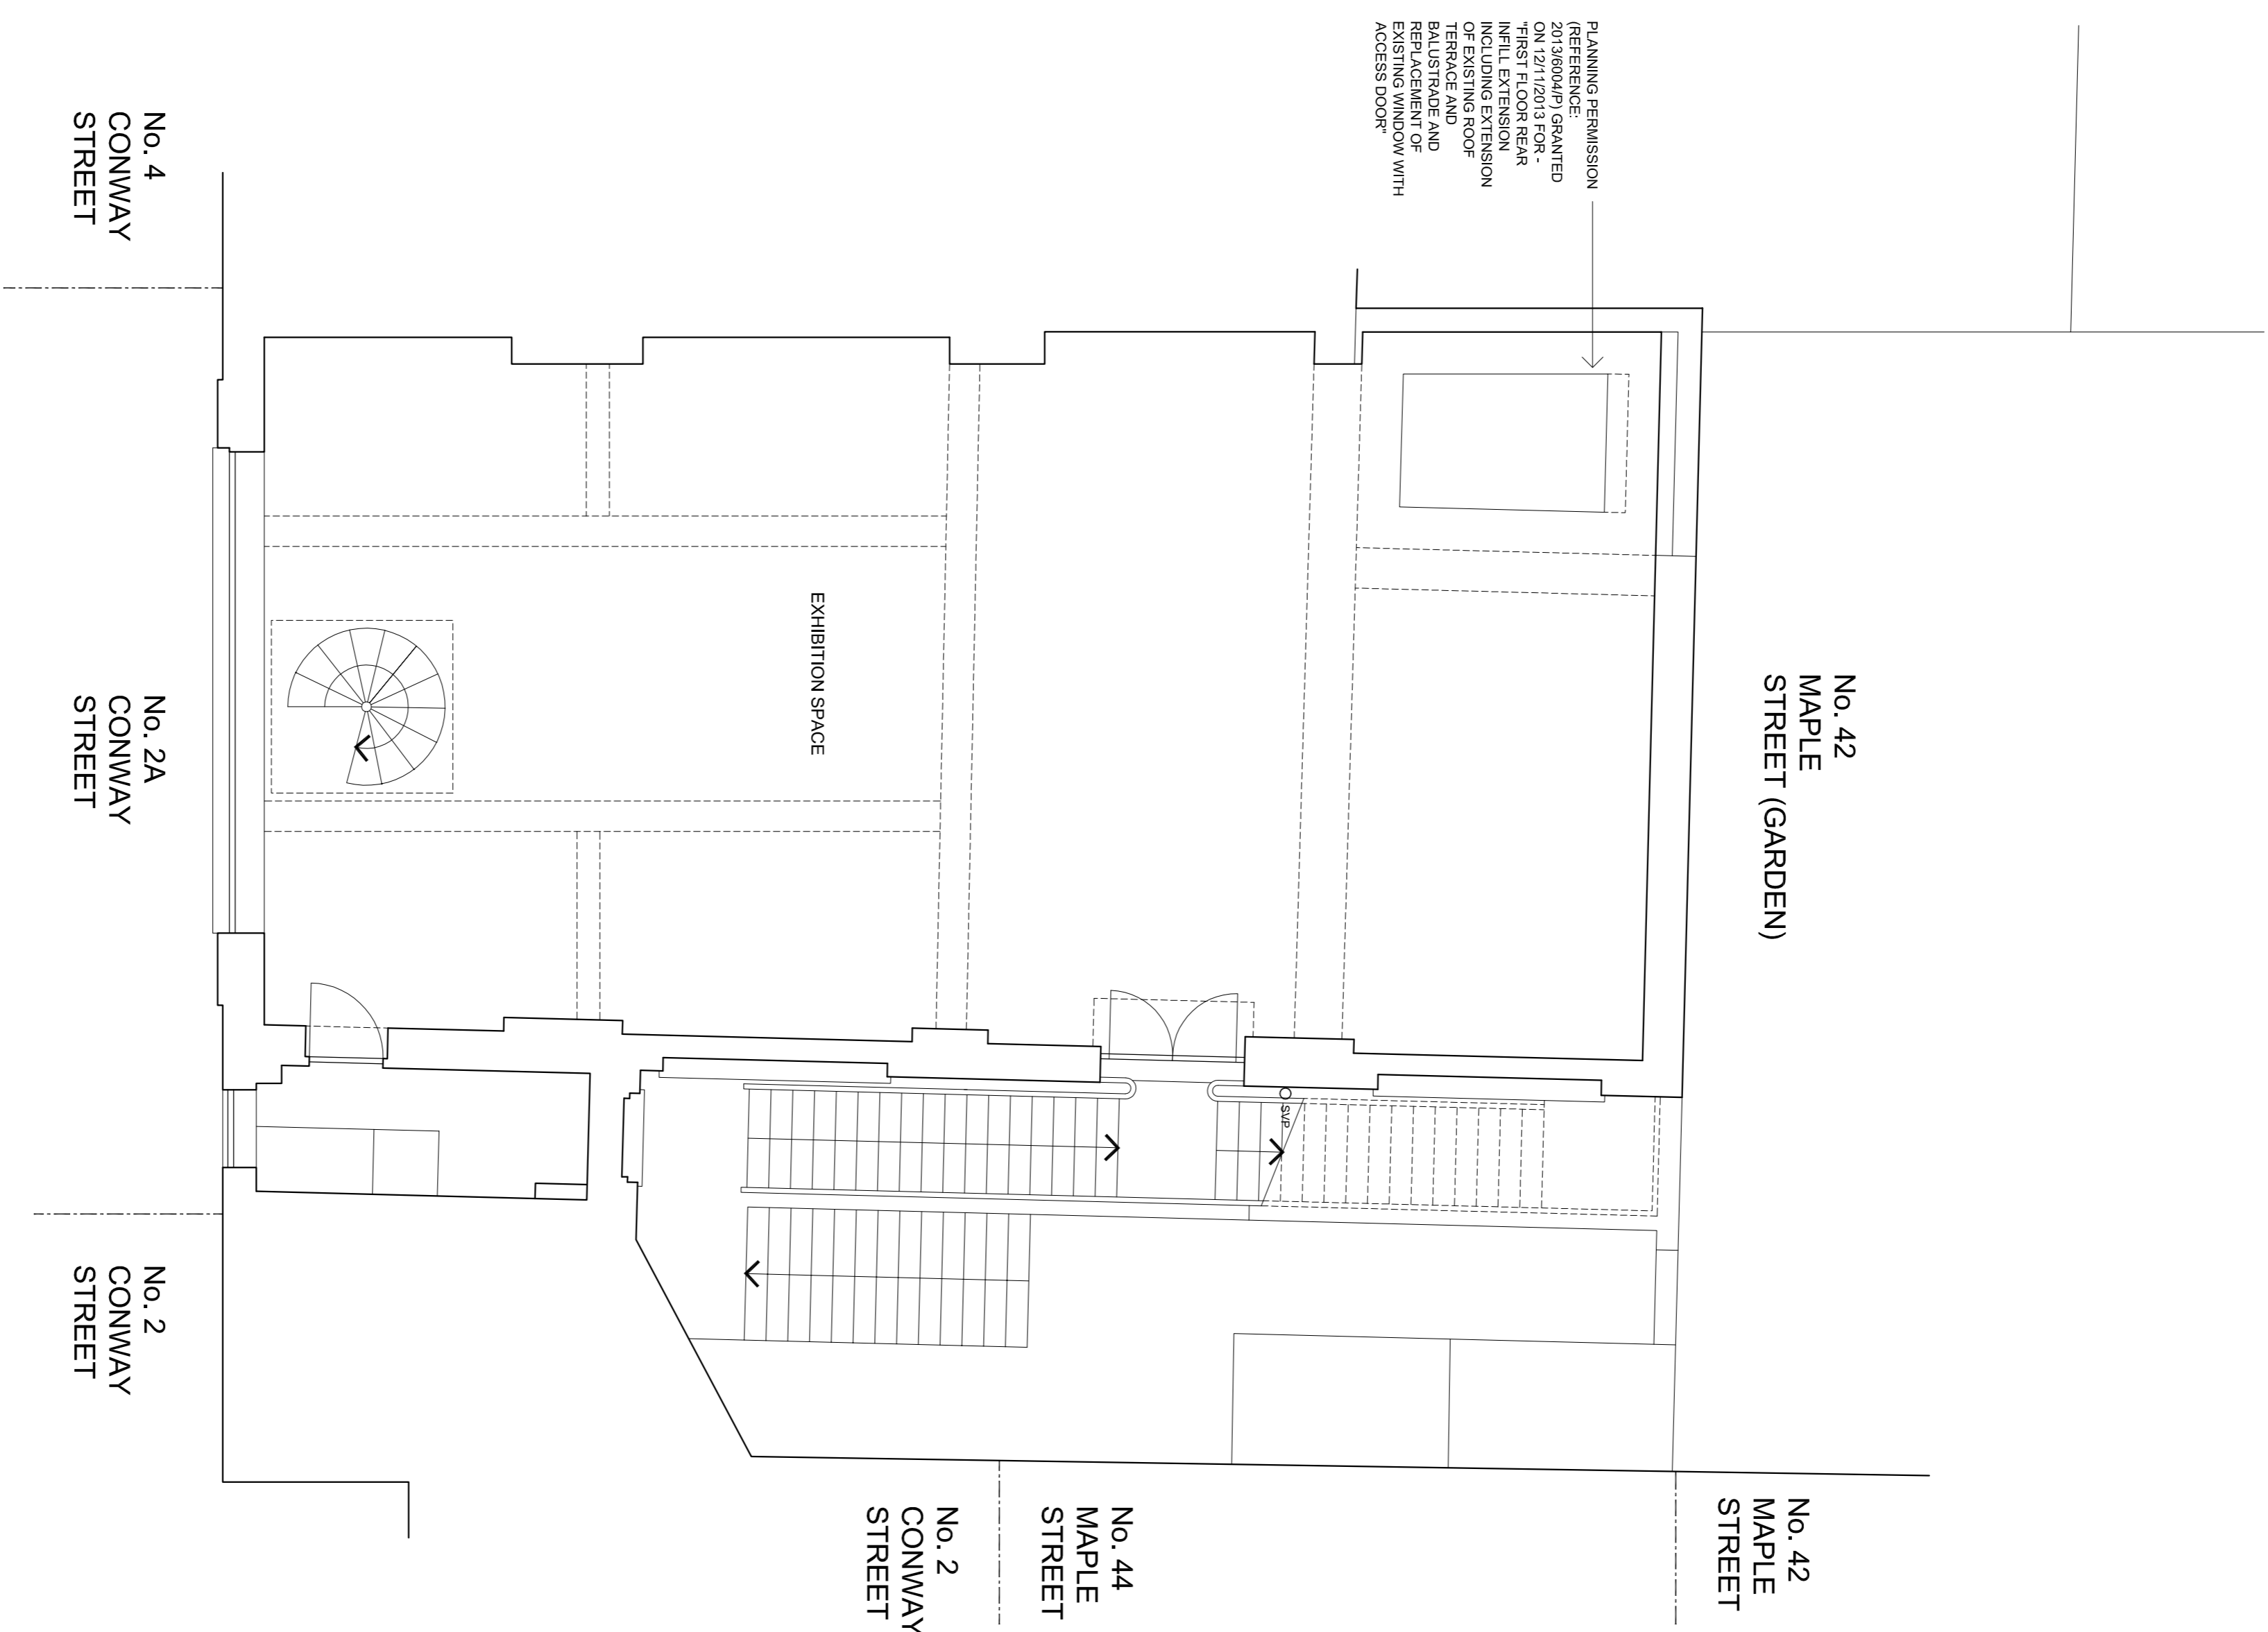 PLANNING PERMISSION
(REFERENCE:
2013/6004/P) GRANTED
ON 12/11/2013 FOR -
"FIRST FLOOR REAR
INFILL EXTENSION
INCLUDING EXTENSION
OF EXISTING ROOF
TERRACE AND
BALUSTRADE AND
REPLACEMENT OF
EXISTING WINDOW WITH
ACCESS DOOR"
No. 42
MAPLE
STREET (GARDEN)
No. 42
MAPLE
STREET
No. 44
MAPLE
STREET
No. 2
CONWAY
STREET
EXHIBITION SPACE
SVP
No. 4
CONWAY
STREET
No. 2A
CONWAY
STREET
No. 2
CONWAY
STREET